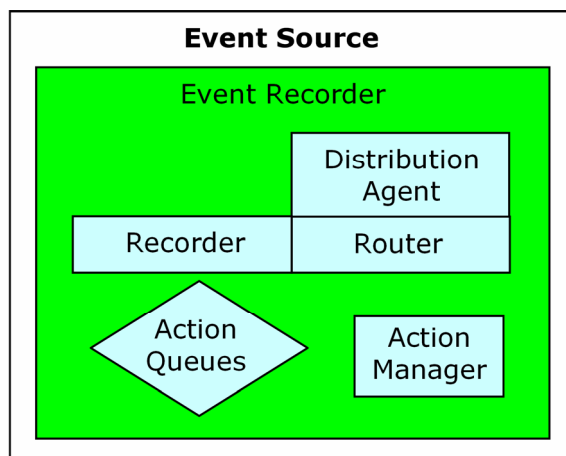 Event Source
Event Recorder
Distribution
Agent
Recorder
Router
Action
Queues
Action
Manager